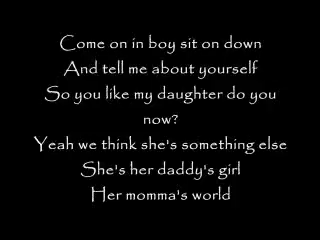 Come on in boy sit on down
And tell me about yourself
So you like my daughter do you
now?
Yeah we think she's something else
She's her daddy's girl
Her momma's world